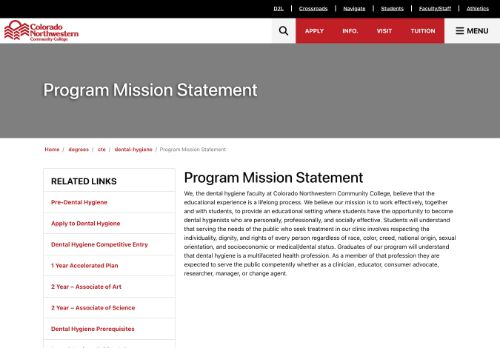 D2L
Crossroads
Navigate
Students
Faculty/Staff
Athletics
Colorado
Northwestern
Community College
APPLY
INFO.
VISIT
TUITION
MENU
Program Mission Statement
Home / degrees / cte / dental-hygiene / Program Mission Statement
RELATED LINKS
Pre-Dental Hygiene
Apply to Dental Hygiene
Dental Hygiene Competitive Entry
1 Year Accelerated Plan
2 Year – Associate of Art
2 Year – Associate of Science
Dental Hygiene Prerequisites
Program Mission Statement
We, the dental hygiene faculty at Colorado Northwestern Community College, believe that the
educational experience is a lifelong process. We believe our mission is to work effectively, together
and with students, to provide an educational setting where students have the opportunity to become
dental hygienists who are personally, professionally, and socially effective. Students will understand
that serving the needs of the public who seek treatment in our clinic involves respecting the
individuality, dignity, and rights of every person regardless of race, color, creed, national origin, sexual
orientation, and socioeconomic or medical/dental status. Graduates of our program will understand
that dental hygiene is a multifaceted health profession. As a member of that profession they are
expected to serve the public competently whether as a clinician, educator, consumer advocate,
researcher, manager, or change agent.